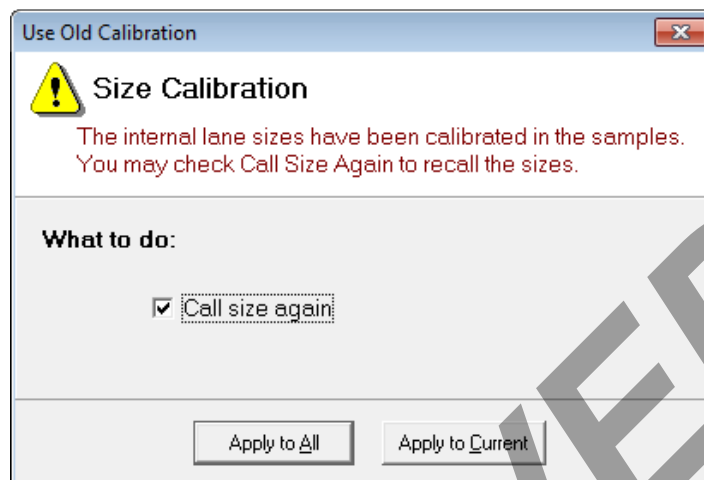 Use Old Calibration
Size Calibration
The internal lane sizes have been calibrated in the samples.
You may check Call Size Again to recall the sizes.
What to do:
Call size again
Apply to All
Apply to Current